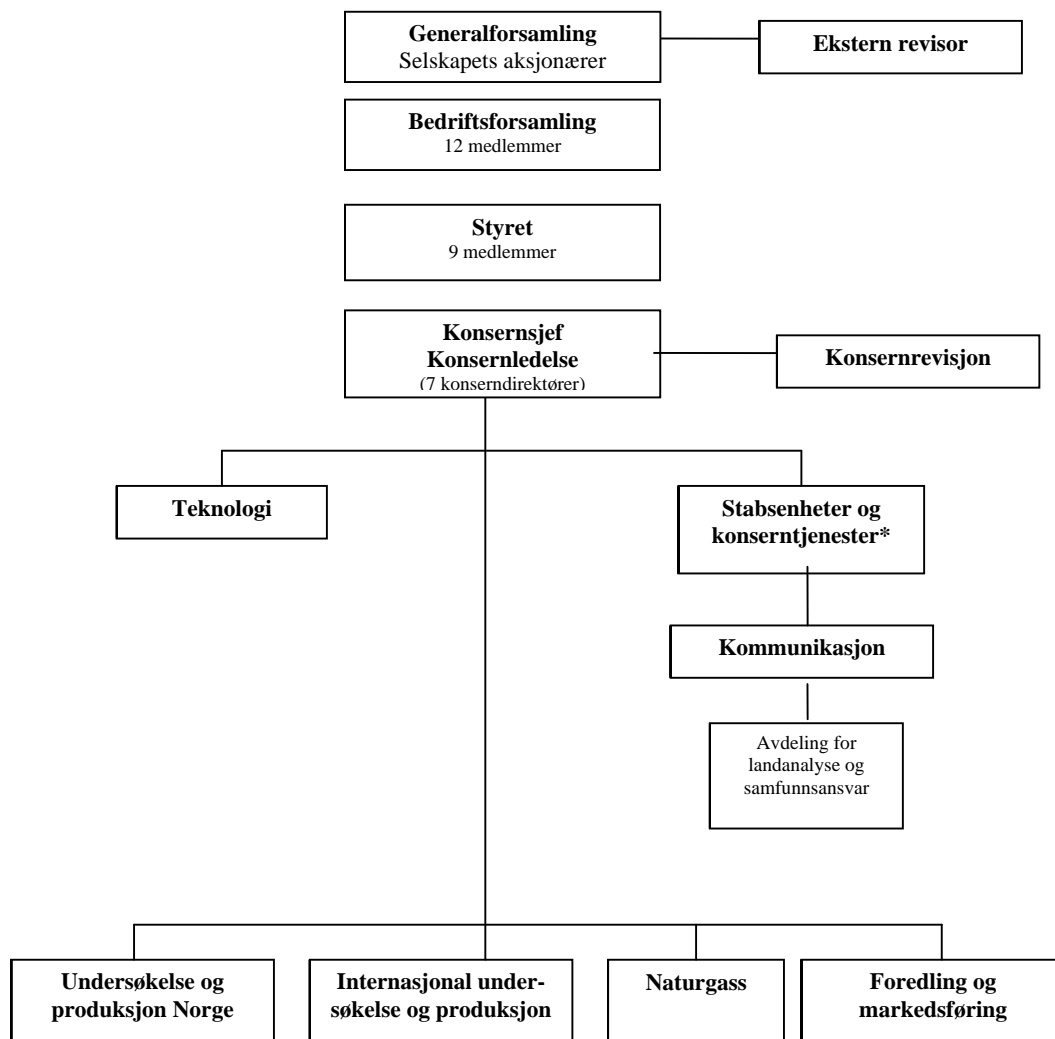 Generalforsamling
Selskapets aksjonærer
Ekstern revisor
Bedriftsforsamling
12 medlemmer
Styret
9 medlemmer
Konsernsjef
Konsernledelse
(7 konserndirektører)
Konsernrevisjon
Teknologi
Stabsenheter og
konserntjenester*
Kommunikasjon
Avdeling for
landanalyse og
samfunnsansvar
Undersøkelse og
produksjon Norge
Internasjonal under-
søkelse og produksjon
Naturgass
Foredling og
markedsføring